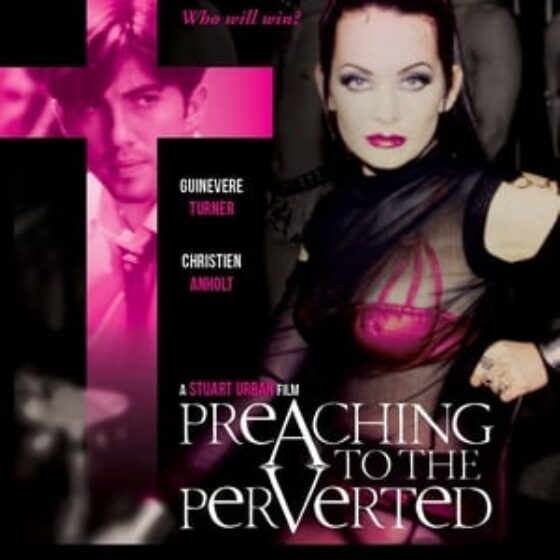 Who will win?
GUINEVERE
TURNER
CHRISTIEN
ANHOLT
A STUART URBAN FILM
PREACHING
TO THE
PERVERTED